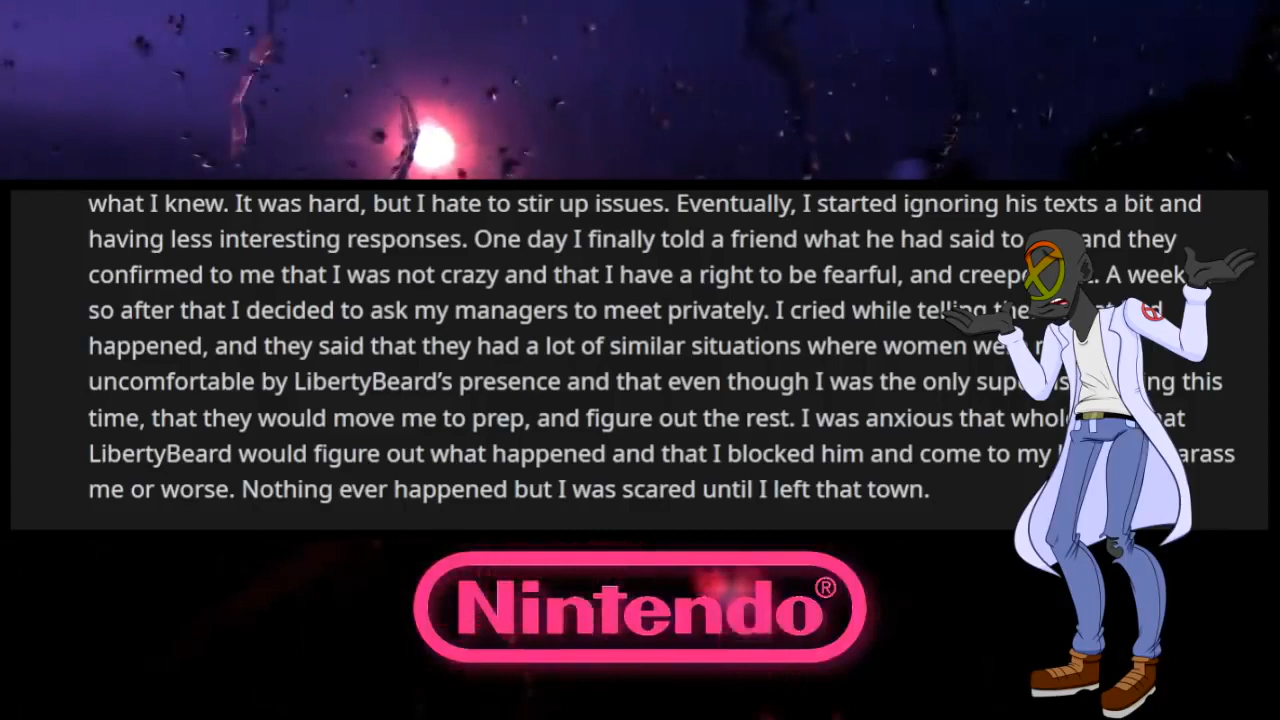 what I knew. It was hard, but I hate to stir up issues. Eventually, I started ignoring his texts a bit and
having less interesting responses. One day I finally told a friend what he had said to and they
confirmed to me that I was not crazy and that I have a right to be fearful, and A week
so after that I decided to ask my managers to meet privately. I cried while telling
happened, and they said that they had a lot of similar situations where women
uncomfortable by LibertyBeard's presence and that even though I was the only this
time, that they would move me to prep, and figure out the rest. I was anxious that
LibertyBeard would figure out what happened and that I blocked him and come to my
me or worse. Nothing ever happened but I was scared until I left that town.
Nintendo®